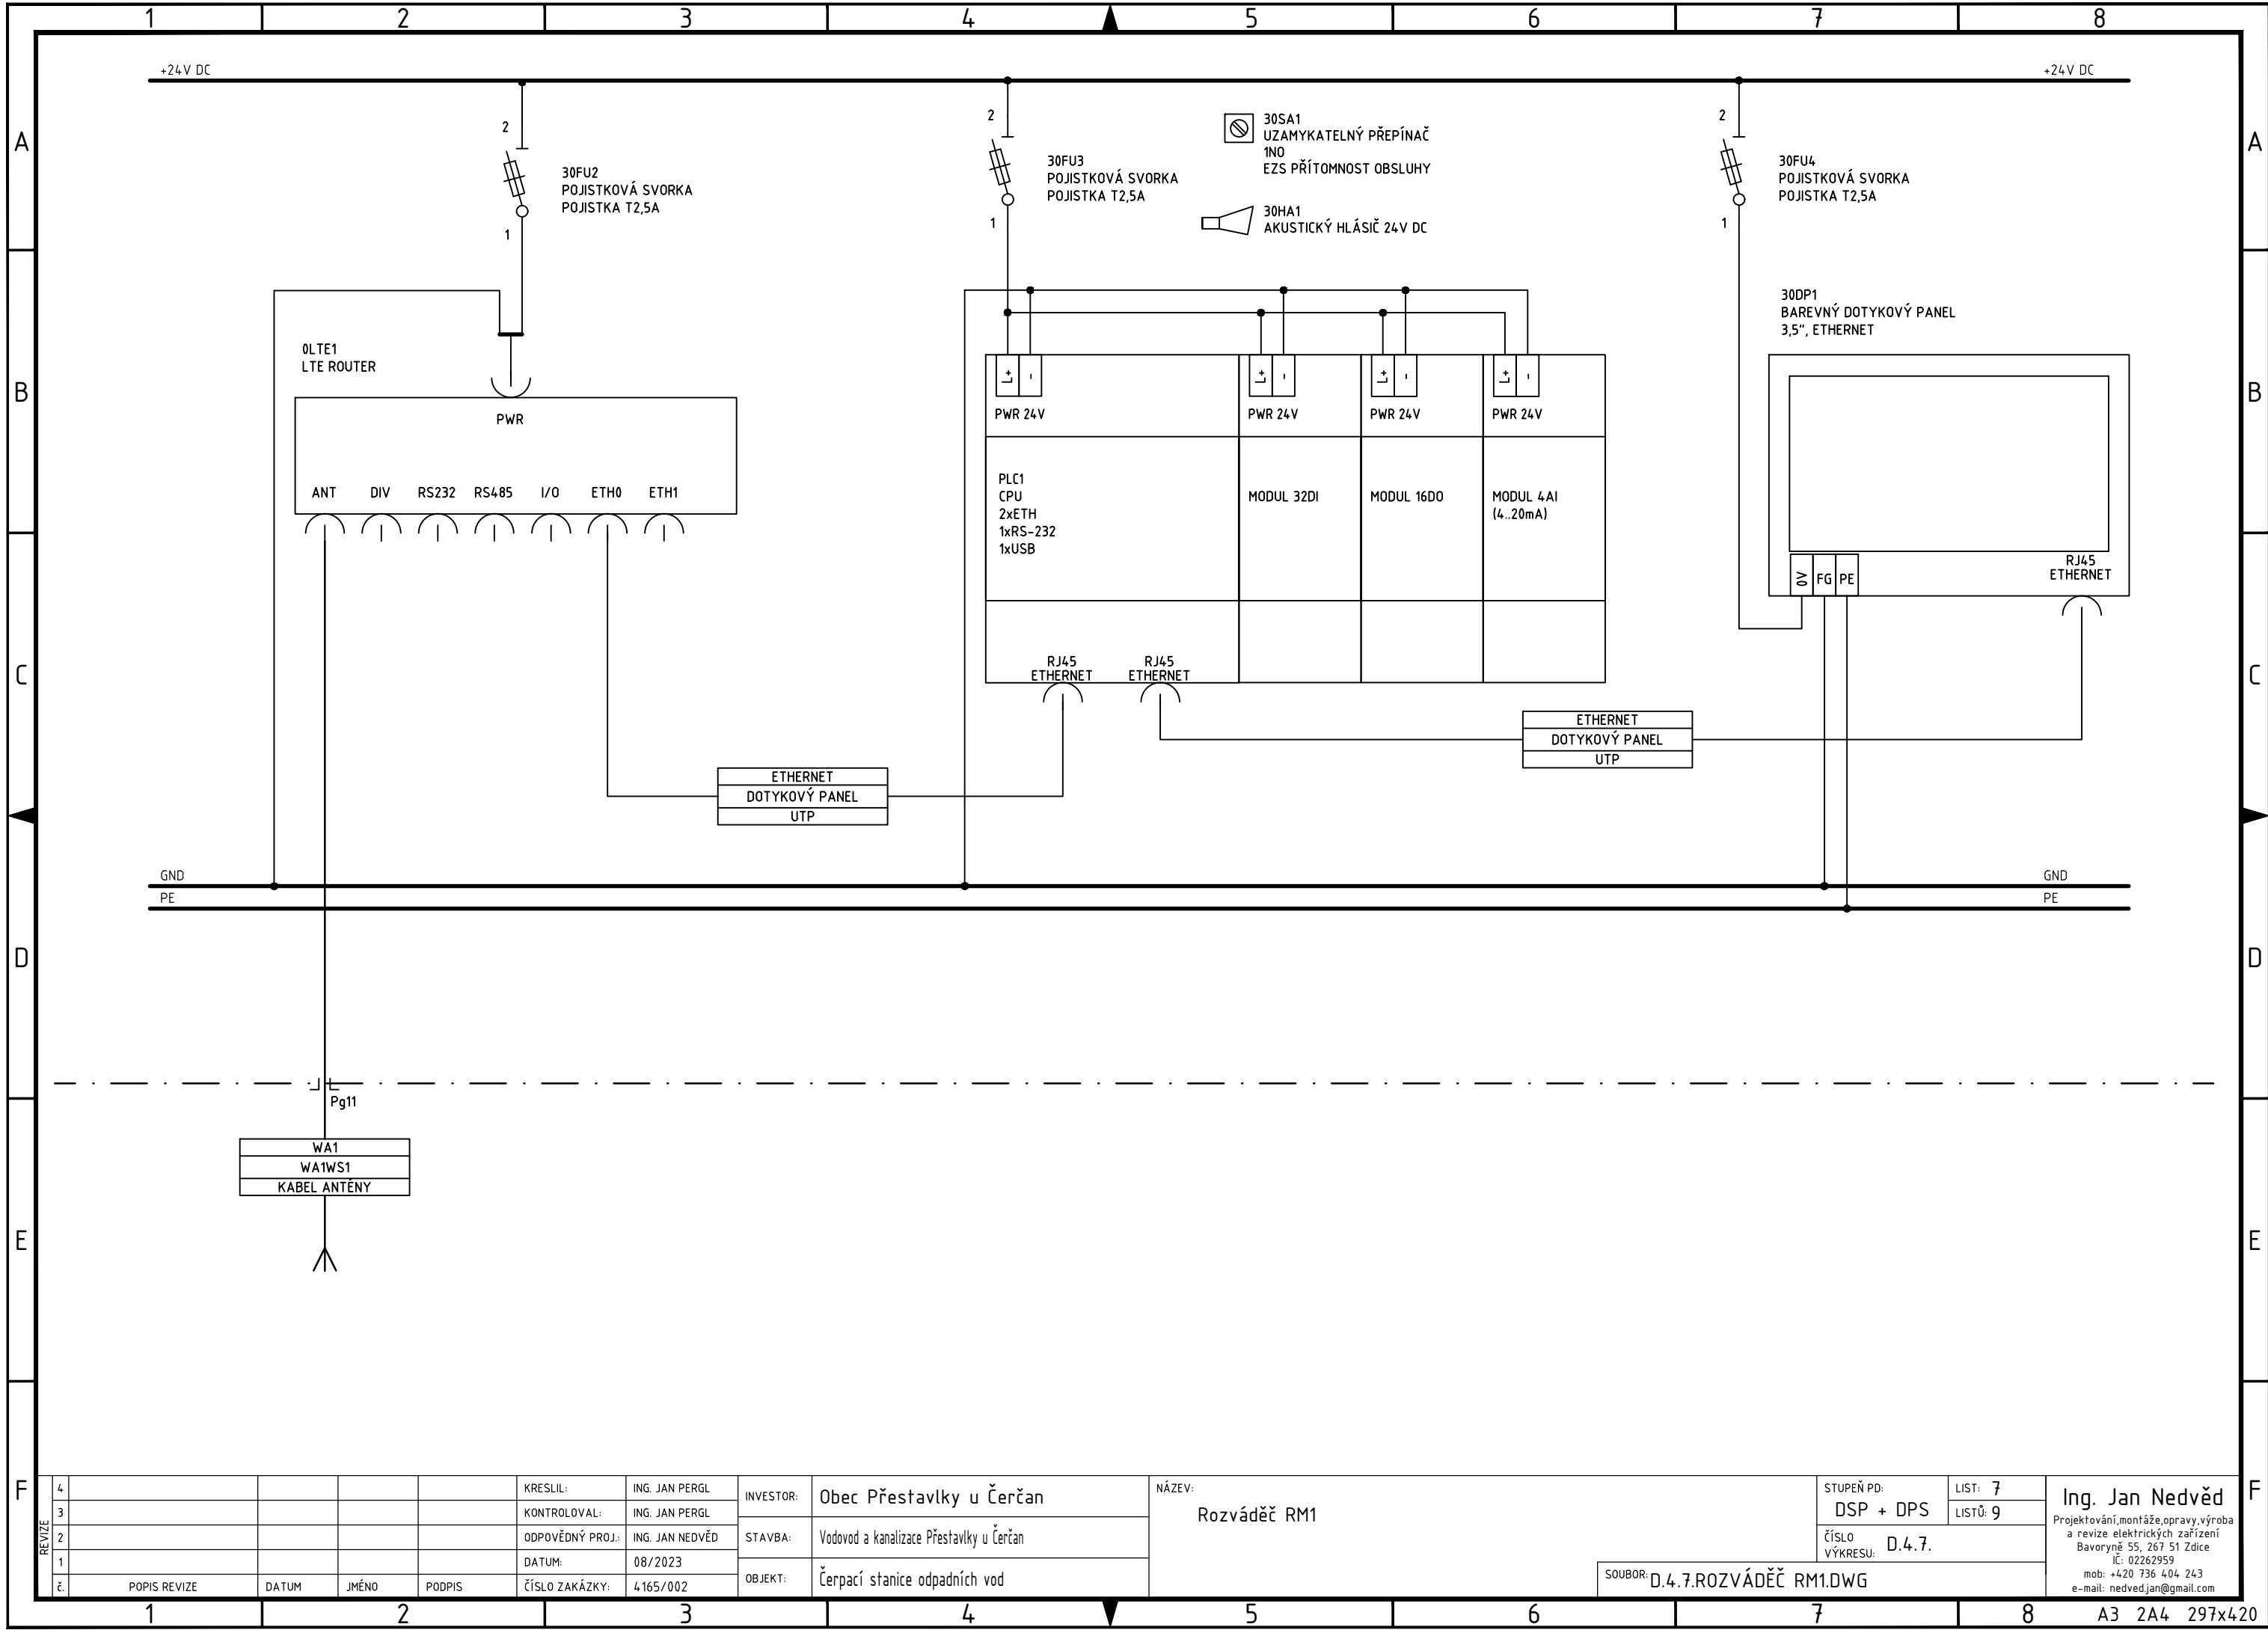 1 2 3 4 5 6 7 8
A
B
C
D
E
F
A
B
C
D
E
F
+24V DC
+24V DC
2
1
30FU2
POJISTKOVÁ SVORKA
POJISTKA T2,5A
2
1
30FU3
POJISTKOVÁ SVORKA
POJISTKA T2,5A
30SA1
UZAMYKATELNÝ PŘEPÍNAČ
1NO
EZS PŘÍTOMNOST OBSLUHY
30HA1
AKUSTICKÝ HLÁSIČ 24V DC
2
1
30FU4
POJISTKOVÁ SVORKA
POJISTKA T2,5A
0LTE1
LTE ROUTER
PWR
ANT DIV RS232 RS485 I/O ETH0 ETH1
L+ - L+ - L+ - L+ -
PWR 24V PWR 24V PWR 24V PWR 24V
PLC1
CPU
2xETH
1xRS-232
1xUSB
MODUL 32DI
MODUL 16DO
MODUL 4AI
(4..20mA)
RJ45
ETHERNET
RJ45
ETHERNET
30DP1
BAREVNÝ DOTYKOVÝ PANEL
3,5", ETHERNET
0V FG PE
RJ45
ETHERNET
ETHERNET
DOTYKOVÝ PANEL
UTP
ETHERNET
DOTYKOVÝ PANEL
UTP
GND
GND
PE
PE
Pg11
WA1
WA1WS1
KABEL ANTÉNY
REVIZE
4
3
2
1
č. POPIS REVIZE DATUM JMÉNO PODPIS
KRESLIL: ING. JAN PERGL
KONTROLOVAL: ING. JAN PERGL
ODPOVĚDNÝ PROJ.: ING. JAN NEDVĚD
DATUM: 08/2023
ČÍSLO ZAKÁZKY: 4165/002
INVESTOR: Obec Přestavlky u Čerčan
STAVBA: Vodovod a kanalizace Přestavlky u Čerčan
OBJEKT: Čerpací stanice odpadních vod
NÁZEV:
Rozváděč RM1
STUPEŇ PD:
DSP + DPS
LIST: 7
LISTŮ: 9
ČÍSLO
VÝKRESU: D.4.7.
SOUBOR: D.4.7.ROZVÁDĚČ RM1.DWG
Ing. Jan Nedvěd
Projektování,montáže,opravy,výroba
a revize elektrických zařízení
Bavoryně 55, 267 51 Zdice
IČ: 02262959
mob: +420 736 404 243
e-mail: nedved.jan@gmail.com
1 2 3 4 5 6 7 8
A3 2A4 297x420